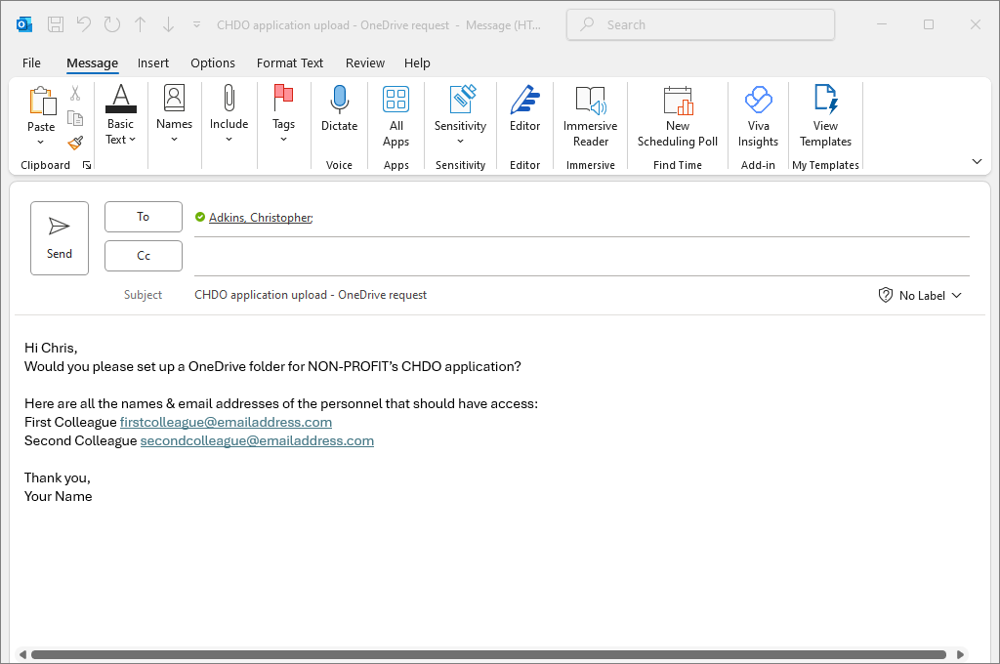 CHDO application upload - OneDrive request - Message (HT...
Search
File Message Insert Options Format Text Review Help
Paste
Clipboard
Basic
Text
Names
Include
Tags
Dictate
Voice
All
Apps
Apps
Sensitivity
Sensitivity
Editor
Editor
Immersive
Reader
Immersive
New
Scheduling Poll
Find Time
Viva
Insights
Add-in
View
Templates
My Templates
Send
To
Adkins, Christopher;
Cc
Subject
CHDO application upload - OneDrive request
No Label
Hi Chris,
Would you please set up a OneDrive folder for NON-PROFIT’s CHDO application?
Here are all the names & email addresses of the personnel that should have access:
First Colleague firstcolleague@emailaddress.com
Second Colleague secondcolleague@emailaddress.com
Thank you,
Your Name